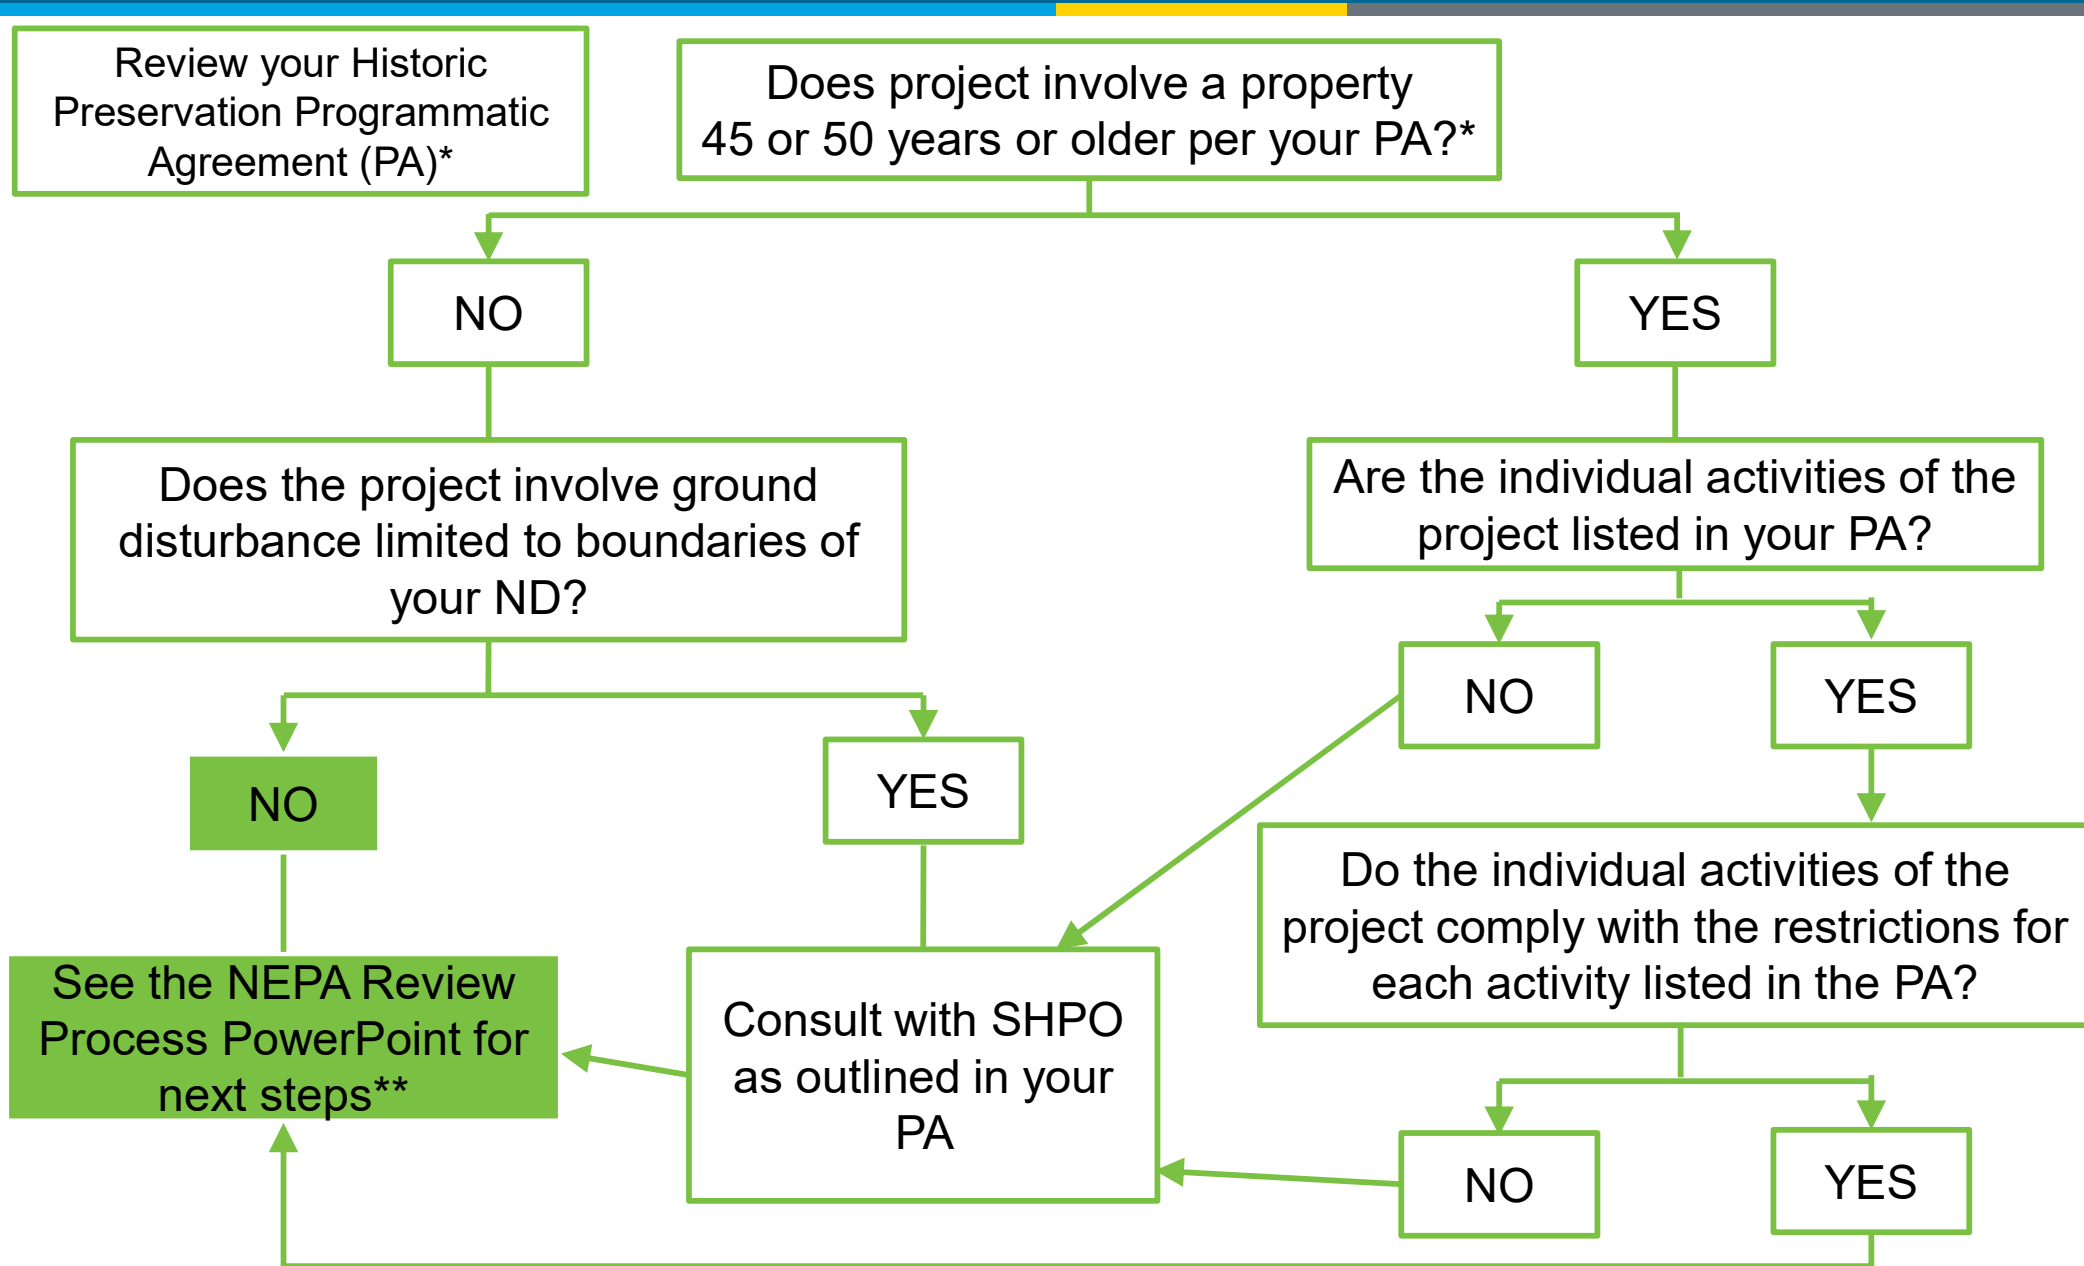 Review your Historic
Preservation Programmatic
Agreement (PA)*
Does project involve a property
45 or 50 years or older per your PA?*
NO
YES
Does the project involve ground
disturbance limited to boundaries of
your ND?
Are the individual activities of the
project listed in your PA?
NO
YES
NO
YES
Do the individual activities of the
project comply with the restrictions for
each activity listed in the PA?
See the NEPA Review
Process PowerPoint for
next steps**
Consult with SHPO
as outlined in your
PA
NO
YES